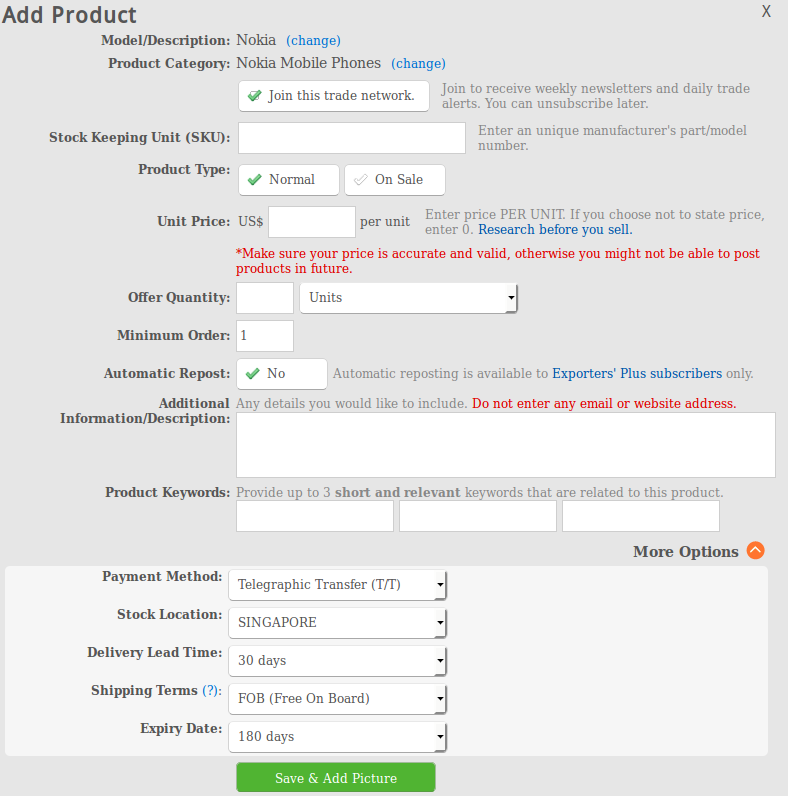 Add Product
X
Model/Description: Nokia (change)
Product Category: Nokia Mobile Phones (change)
Join this trade network.
Join to receive weekly newsletters and daily trade
alerts. You can unsubscribe later.
Stock Keeping Unit (SKU):
Enter an unique manufacturer's part/model
number.
Product Type:
Normal
On Sale
Unit Price: US$ per unit
Enter price PER UNIT. If you choose not to state price,
enter 0. Research before you sell.
*Make sure your price is accurate and valid, otherwise you might not be able to post
products in future.
Offer Quantity:
Units
Minimum Order: 1
Automatic Repost: No Automatic reposting is available to Exporters' Plus subscribers only.
Additional
Information/Description:
Any details you would like to include. Do not enter any email or website address.
Product Keywords: Provide up to 3 short and relevant keywords that are related to this product.
More Options
Payment Method: Telegraphic Transfer (T/T)
Stock Location: SINGAPORE
Delivery Lead Time: 30 days
Shipping Terms (?): FOB (Free On Board)
Expiry Date: 180 days
Save & Add Picture